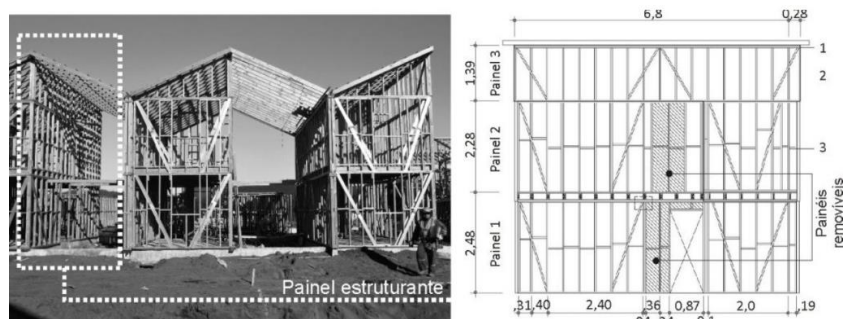 Painel estruturante
6,8
0,28
1,39
Painel 3
2,28
Painel 2
2,48
Painel 1
1
2
3
Painéis
removíveis
,31
,40
2,40
,36
0,87
2,0
,19